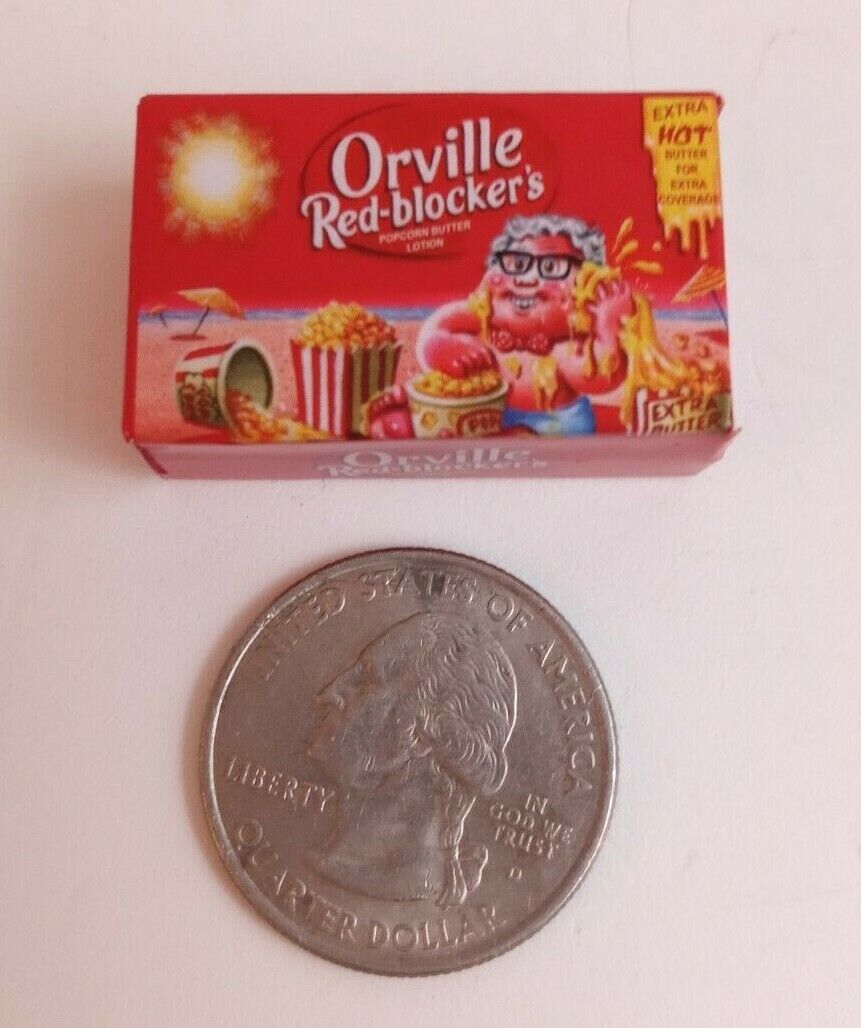 Orville
Red-blocker's
POPCORN BUTTER
LOTION
EXTRA
HOT
BUTTER
FOR
EXTRA
COVERAGE
POP
EXTRA
BUTTER
Orville
Red-blocker's
UNITED STATES OF AMERICA
LIBERTY
IN
GOD WE
TRUST
D
QUARTER DOLLAR